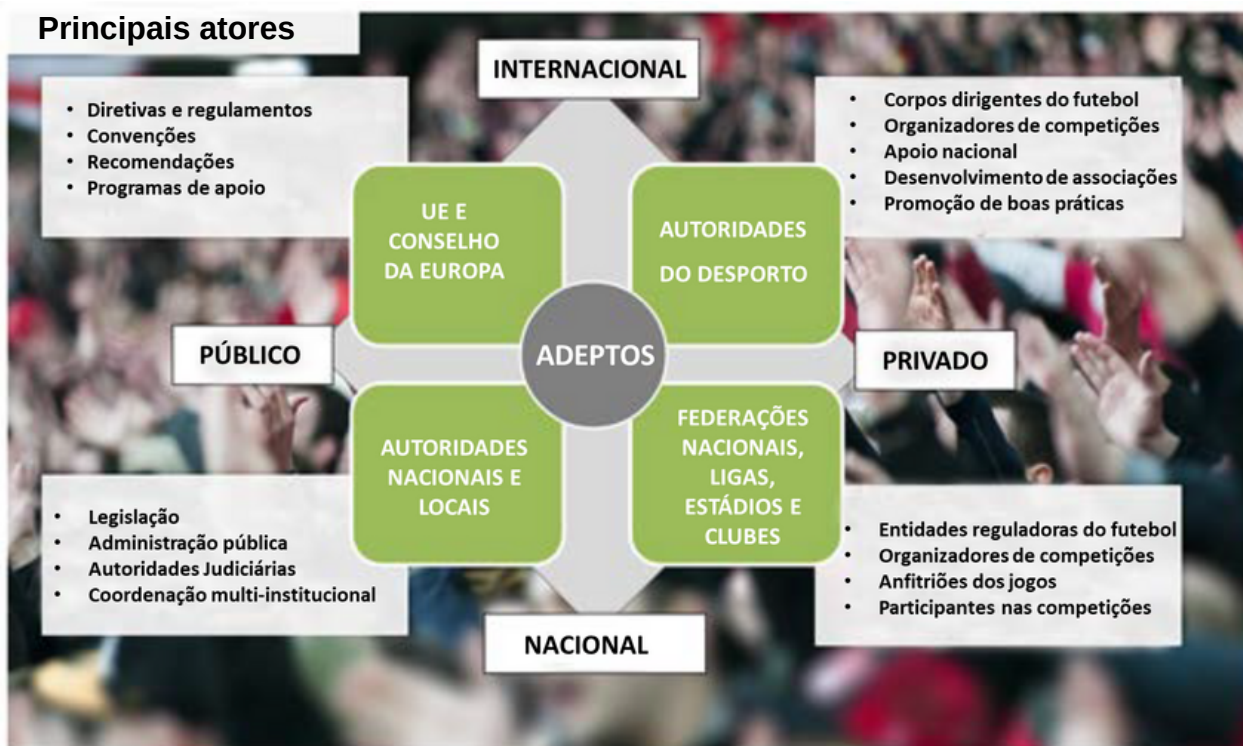 Principais atores
INTERNACIONAL
• Diretivas e regulamentos
• Convenções
• Recomendações
• Programas de apoio
• Corpos dirigentes do futebol
• Organizadores de competições
• Apoio nacional
• Desenvolvimento de associações
• Promoção de boas práticas
UE E
CONSELHO
DA EUROPA
AUTORIDADES
DO DESPORTO
PÚBLICO
ADEPTOS
PRIVADO
AUTORIDADES
NACIONAIS E
LOCAIS
FEDERAÇÕES
NACIONAIS,
LIGAS,
ESTÁDIOS E
CLUBES
• Legislação
• Administração pública
• Autoridades Judiciárias
• Coordenação multi-institucional
• Entidades reguladoras do futebol
• Organizadores de competições
• Anfitriões dos jogos
• Participantes nas competições
NACIONAL